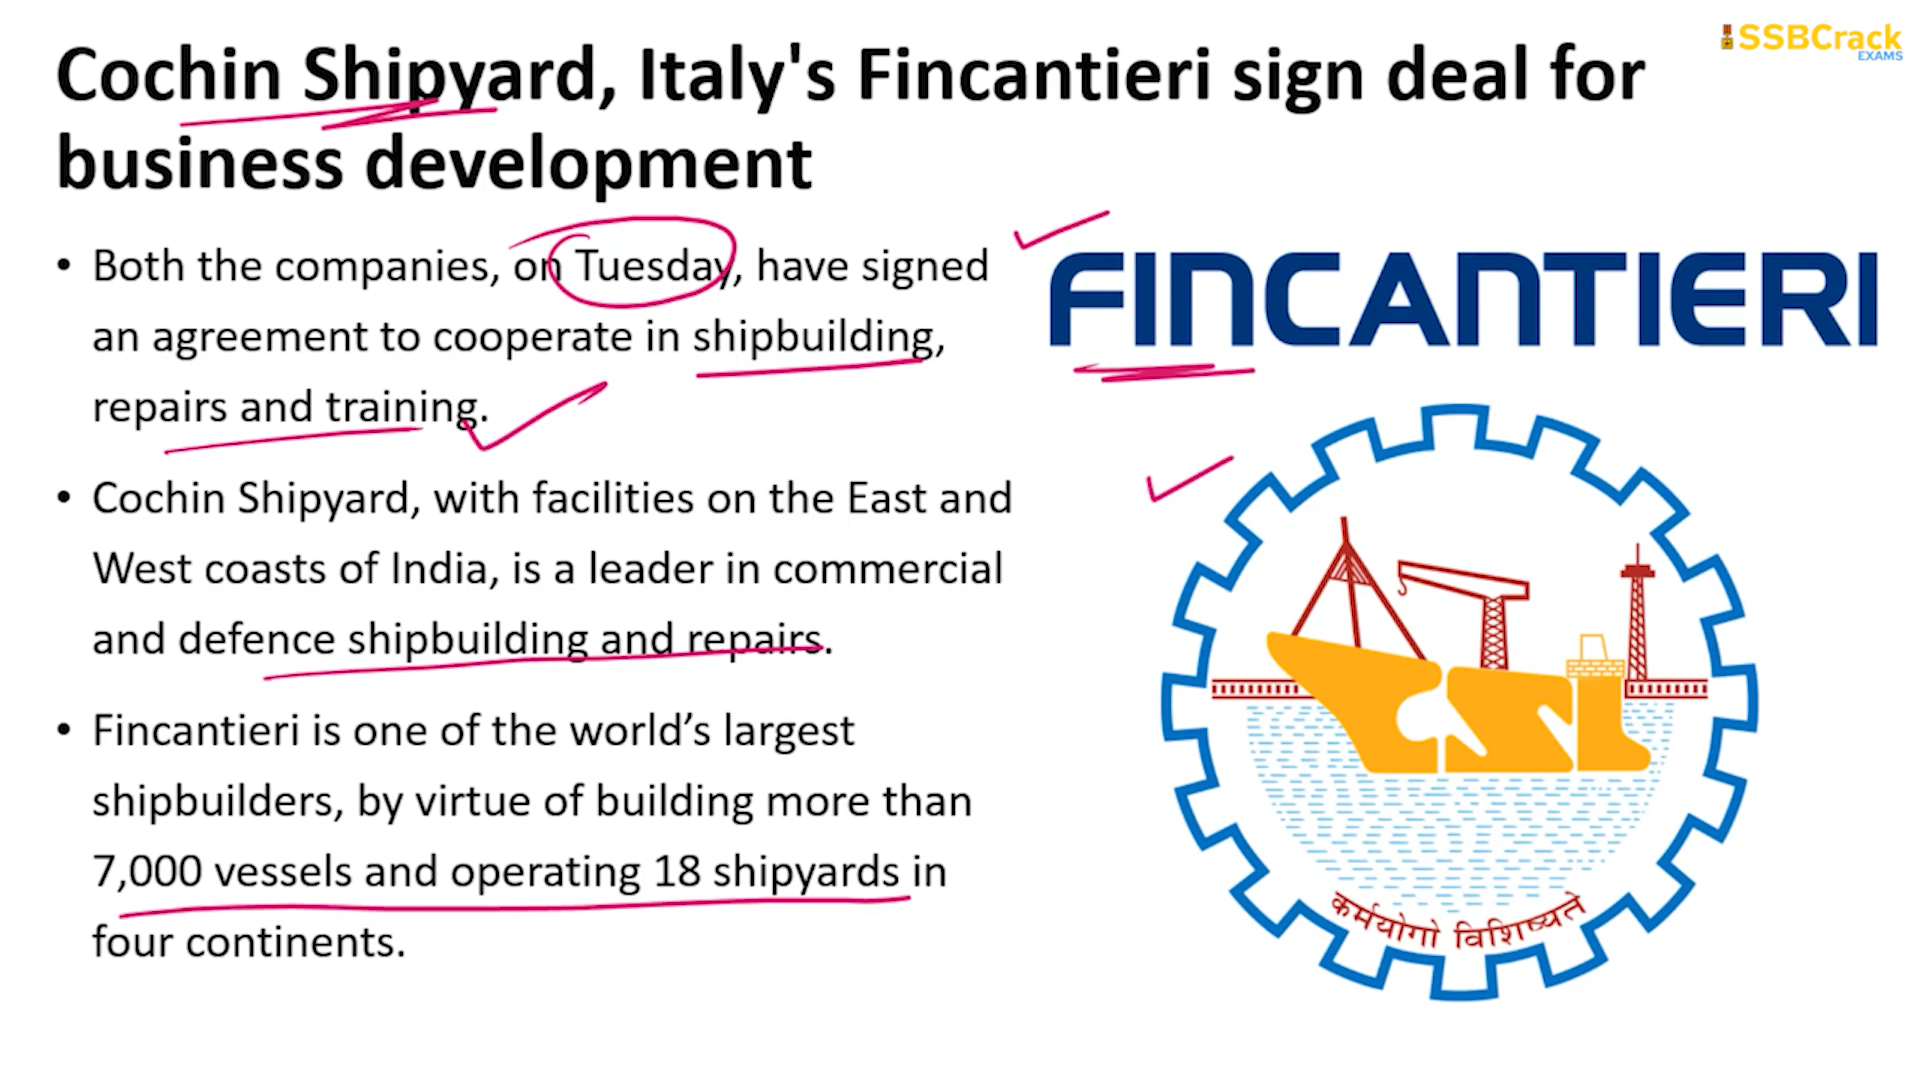 SSBCrack
EXAMS
Cochin Shipyard, Italy's Fincantieri sign deal for
business development
• Both the companies, on Tuesday, have signed
an agreement to cooperate in shipbuilding,
repairs and training.
• Cochin Shipyard, with facilities on the East and
West coasts of India, is a leader in commercial
and defence shipbuilding and repairs.
• Fincantieri is one of the world’s largest
shipbuilders, by virtue of building more than
7,000 vessels and operating 18 shipyards in
four continents.
FINCANTIERI
CSL
कर्मयोगो विशिष्यते